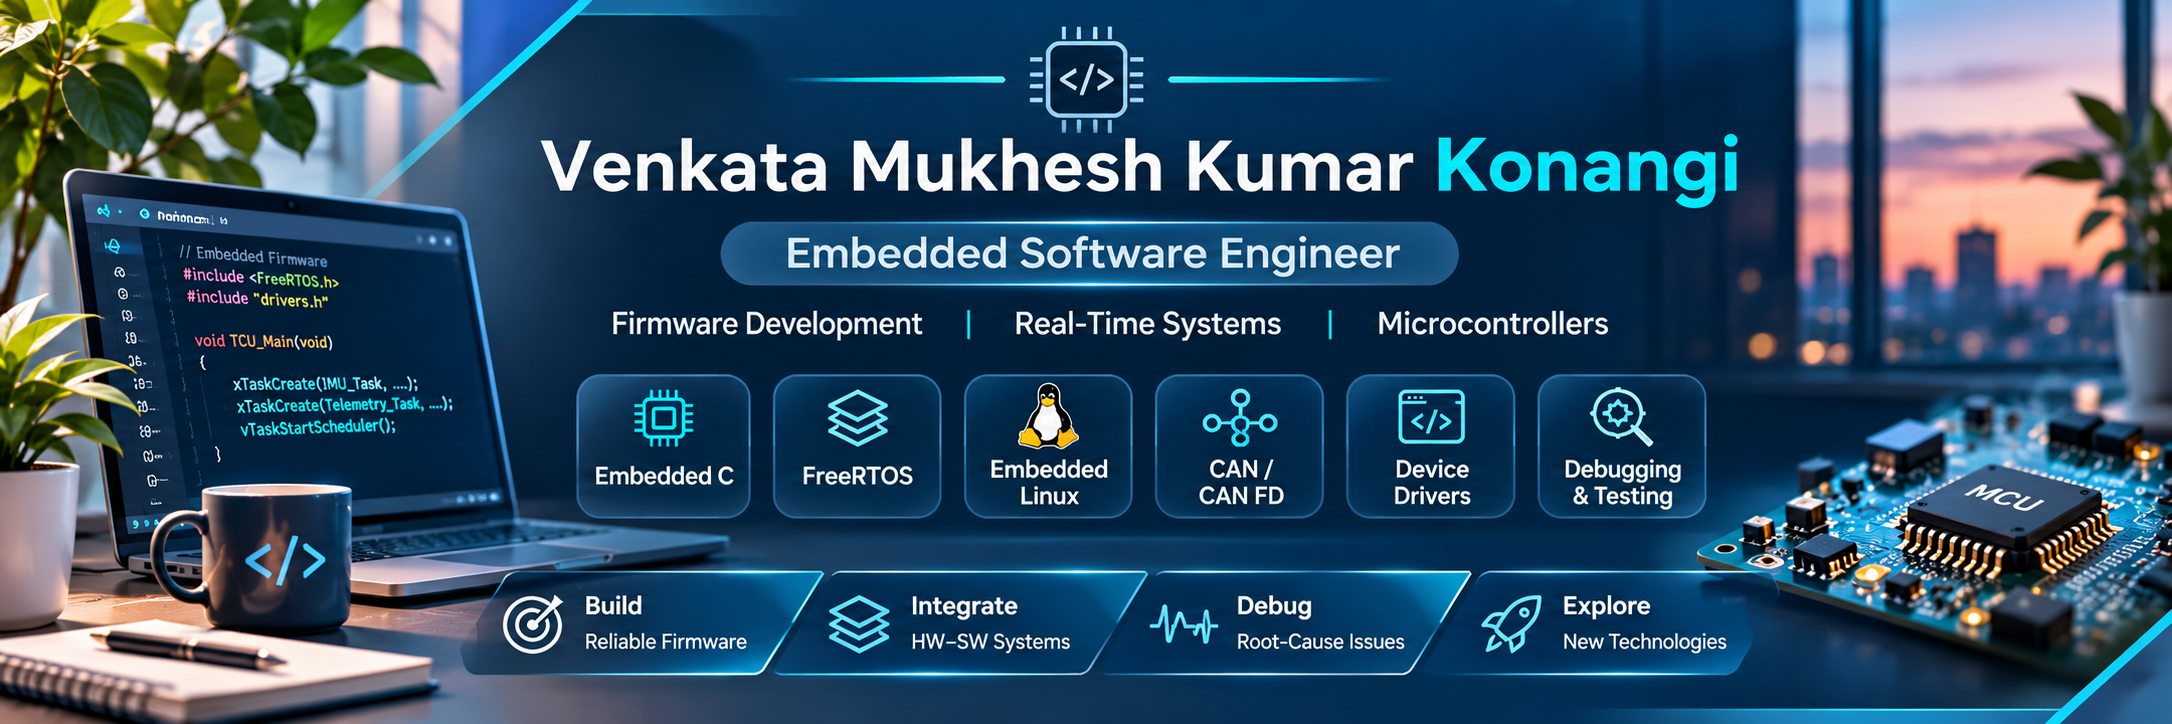 </>
Venkata Mukhesh Kumar Konangi
Embedded Software Engineer
Firmware Development | Real-Time Systems | Microcontrollers
Embedded C
FreeRTOS
Embedded
Linux
CAN /
CAN FD
</>
Device
Drivers
Debugging
& Testing
Build
Reliable Firmware
Integrate
HW-SW Systems
Debug
Root-Cause Issues
Explore
New Technologies
// Embedded Firmware
#include <FreeRTOS.h>
#include "drivers.h"
void TCU_Main(void)
{
xTaskCreate(IMU_Task, ....);
xTaskCreate(Telemetry_Task, ....);
vTaskStartScheduler();
}
</>
MCU